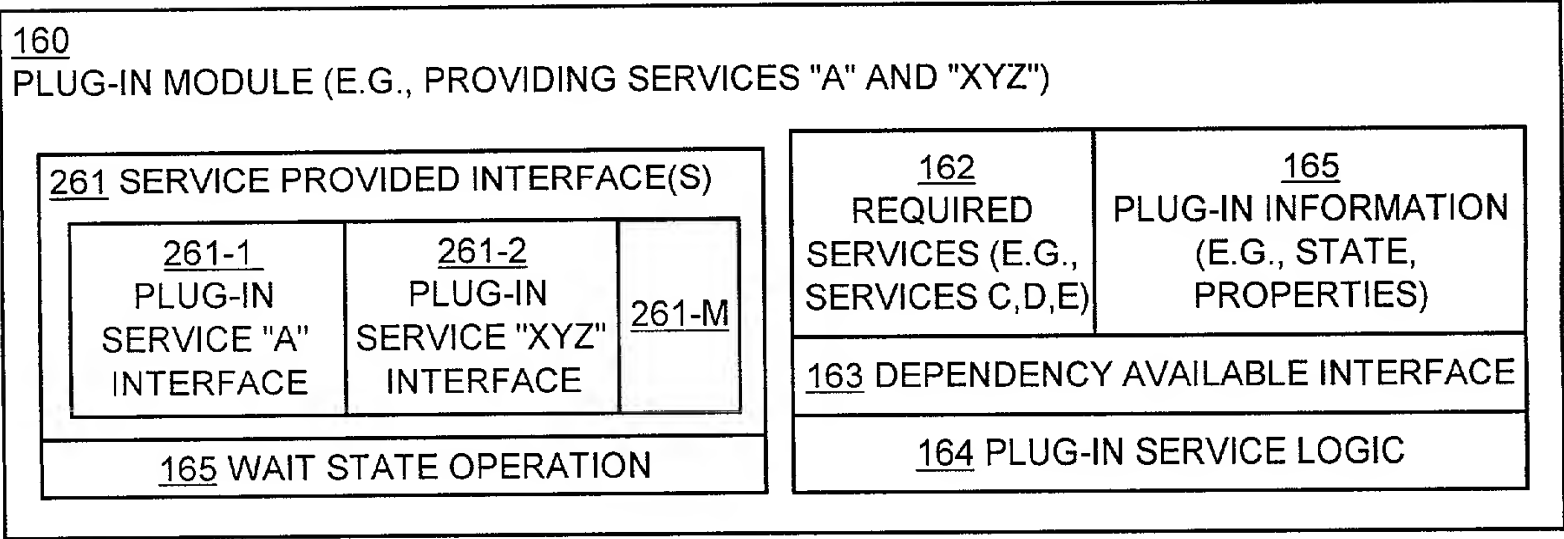 160
PLUG-IN MODULE (E.G., PROVIDING SERVICES "A" AND "XYZ")
261 SERVICE PROVIDED INTERFACE(S)
261-1
PLUG-IN
SERVICE "A"
INTERFACE
261-2
PLUG-IN
SERVICE "XYZ"
INTERFACE
261-M
165 WAIT STATE OPERATION
162
REQUIRED
SERVICES (E.G.,
SERVICES C,D,E)
165
PLUG-IN INFORMATION
(E.G., STATE,
PROPERTIES)
163 DEPENDENCY AVAILABLE INTERFACE
164 PLUG-IN SERVICE LOGIC